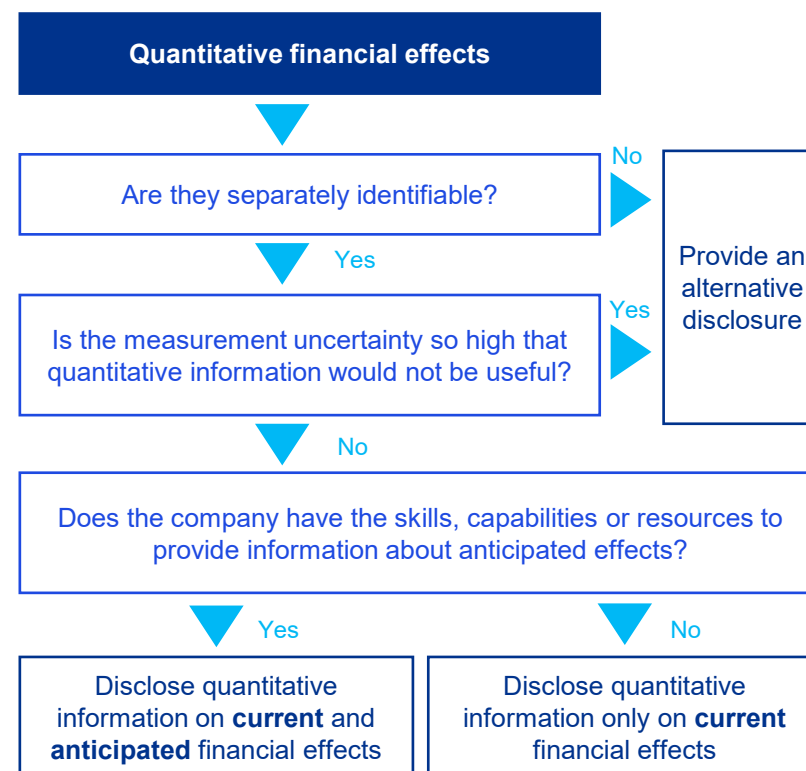 Quantitative financial effects
Are they separately identifiable?
No
Provide an
alternative
disclosure
Yes
Is the measurement uncertainty so high that
quantitative information would not be useful?
Yes
No
Does the company have the skills, capabilities or resources to
provide information about anticipated effects?
Yes
No
Disclose quantitative
information on current and
anticipated financial effects
Disclose quantitative
information only on current
financial effects